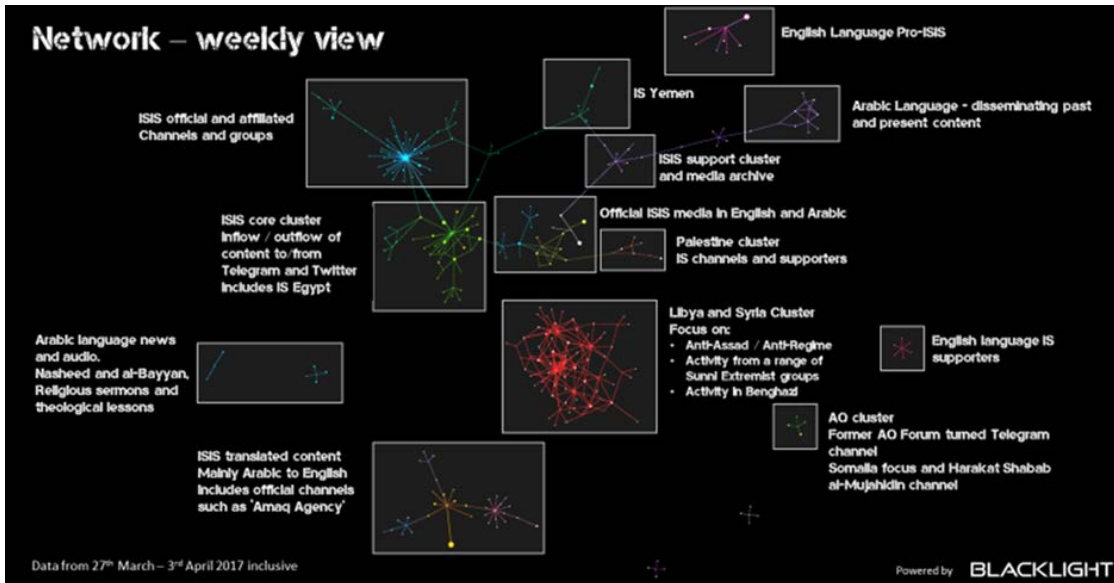 Network – weekly view
English Language Pro-ISIS
IS Yemen
ISIS official and affiliated
Channels and groups
Arabic Language - disseminating past
and present content
ISIS support cluster
and media archive
ISIS core cluster
Inflow / outflow of
content to/from
Telegram and Twitter
Includes IS Egypt
Official ISIS media in English and Arabic
Palestine cluster
IS channels and supporters
Libya and Syria Cluster
Focus on:
• Anti-Assad / Anti-Regime
• Activity from a range of
Sunni Extremist groups
• Activity in Benghazi
English language IS
supporters
Arabic language news
and audio.
Nasheed and al-Bayyan,
Religious sermons and
theological lessons
AQ cluster
Former AQ Forum turned Telegram
channel
Somalia focus and Harakat Shabab
al-Mujahidin channel
ISIS translated content
Mainly Arabic to English
Includes official channels
such as 'Amaq Agency'
Data from 27th March – 3rd April 2017 inclusive
Powered by BLACKLIGHT